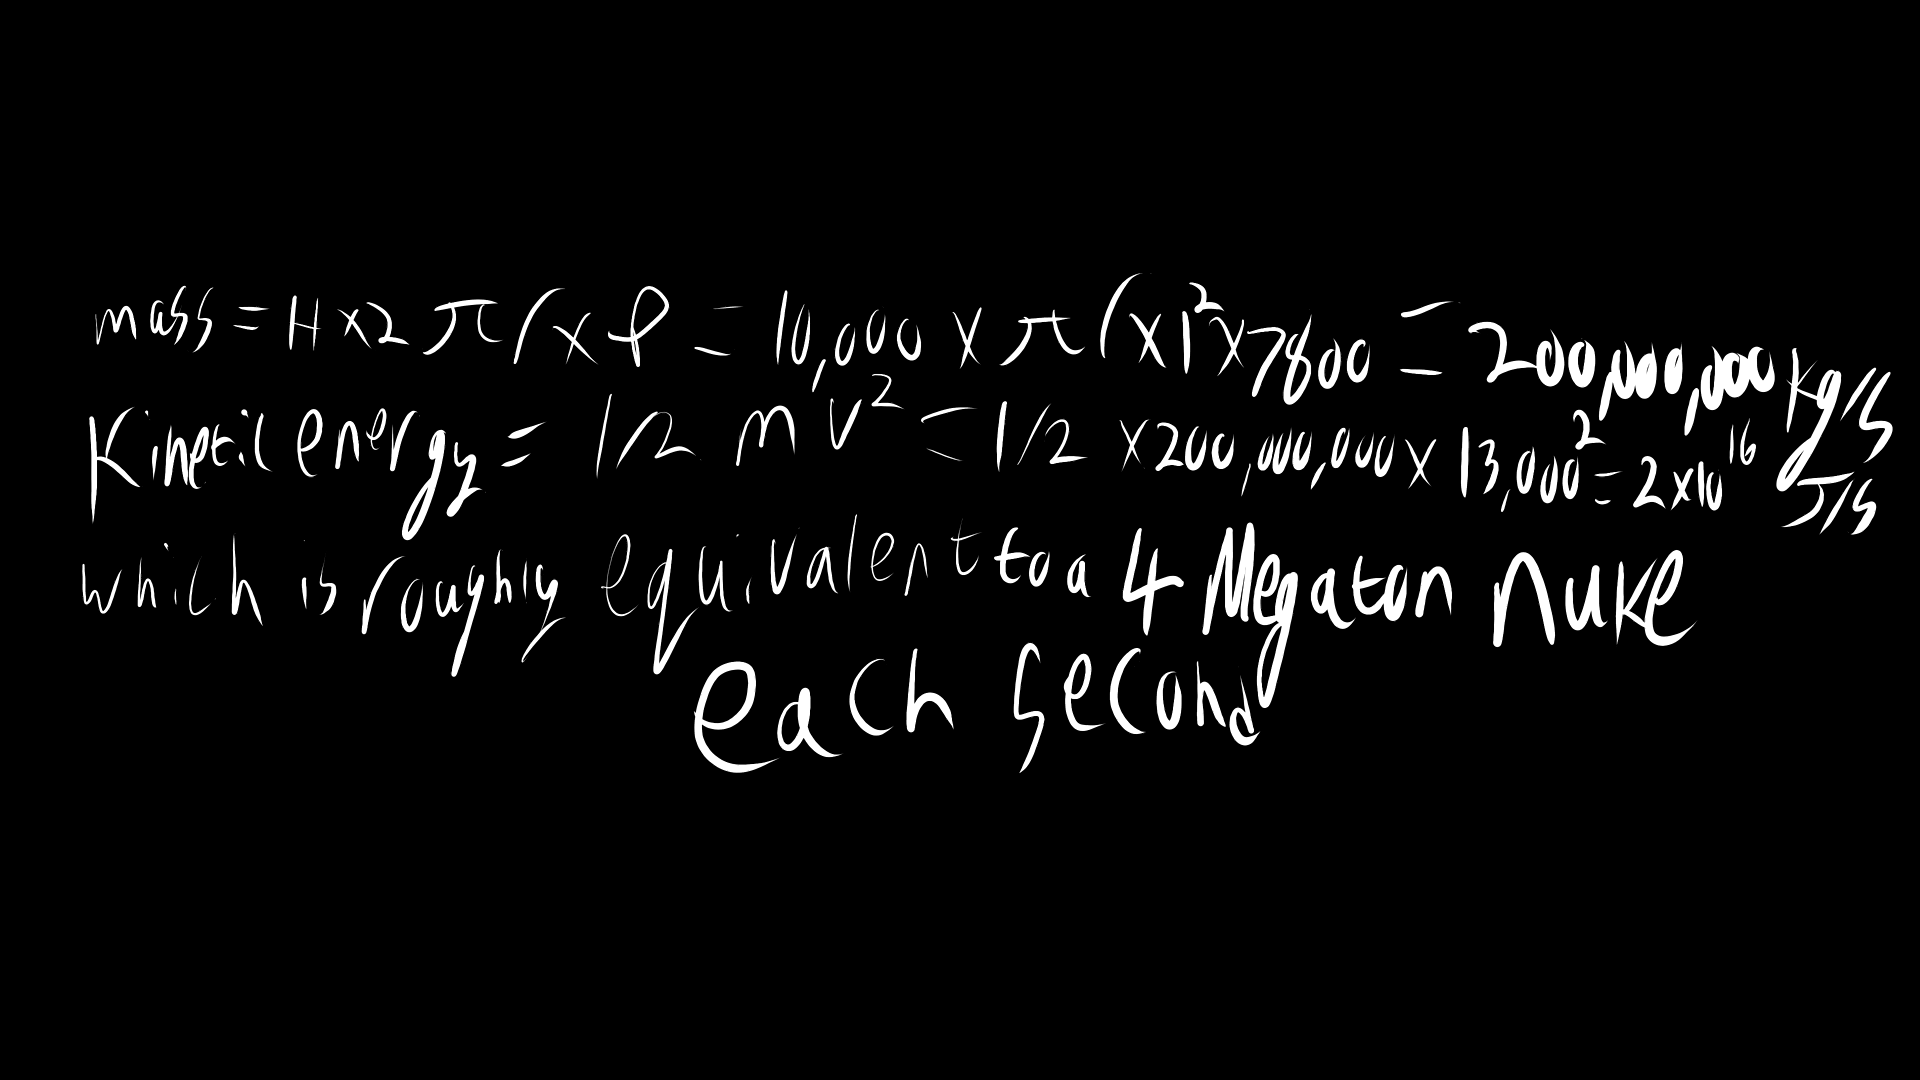 mass = H x 2 π r x ρ = 10,000 x π r x 1² x 7800 = 200,000,000 kg/s
Kinetic energy = 1/2 m v² = 1/2 x 200,000,000 x 13,000² = 2 x 10¹⁶ J/s
which is roughly equivalent to a 4 Megaton nuke
each second